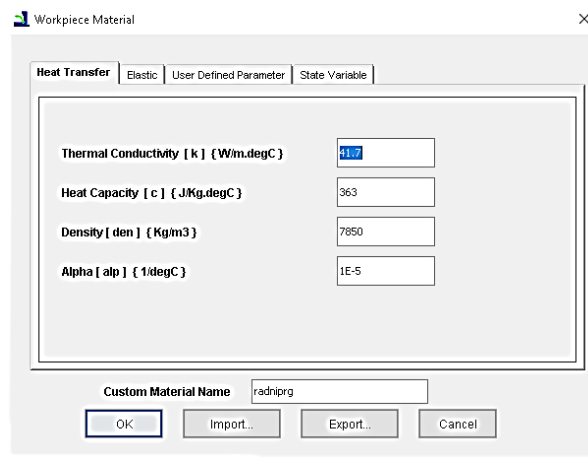 Workpiece Material
Heat Transfer Elastic User Defined Parameter State Variable
Thermal Conductivity [ k ] { W/m.degC } 41.7
Heat Capacity [ c ] { J/Kg.degC } 363
Density [ den ] { Kg/m3 } 7850
Alpha [ alp ] { 1/degC } 1E-5
Custom Material Name radniprg
OK Import... Export... Cancel